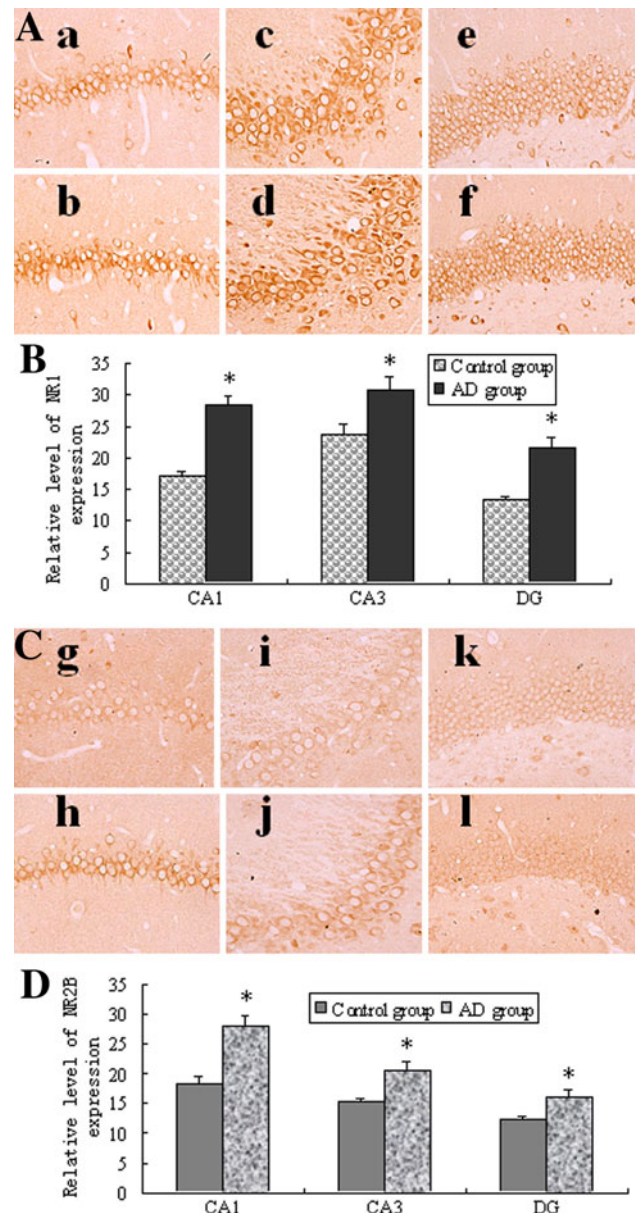 A
a
c
e
b
d
f
B
Relative level of NR1
expression
35
30
25
20
15
10
5
0
*
*
*
Control group
AD group
CA1
CA3
DG
C
g
i
k
h
j
l
D
Relative level of NR2B
expression
35
30
25
20
15
10
5
0
*
*
*
Control group
AD group
CA1
CA3
DG